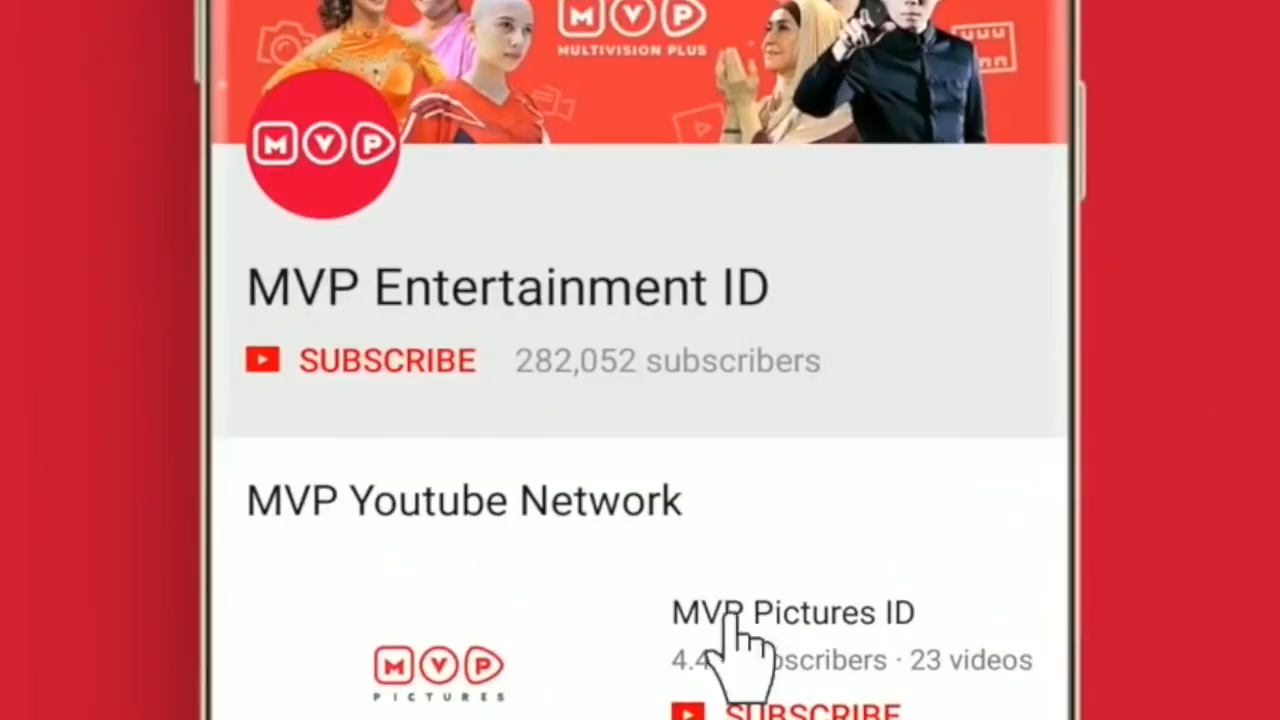 MVP
MULTIVISION PLUS
MVP
MVP Entertainment ID
SUBSCRIBE 282,052 subscribers
MVP Youtube Network
MVP Pictures ID
23 videos
MVP
PICTURES
SUBSCRIBE